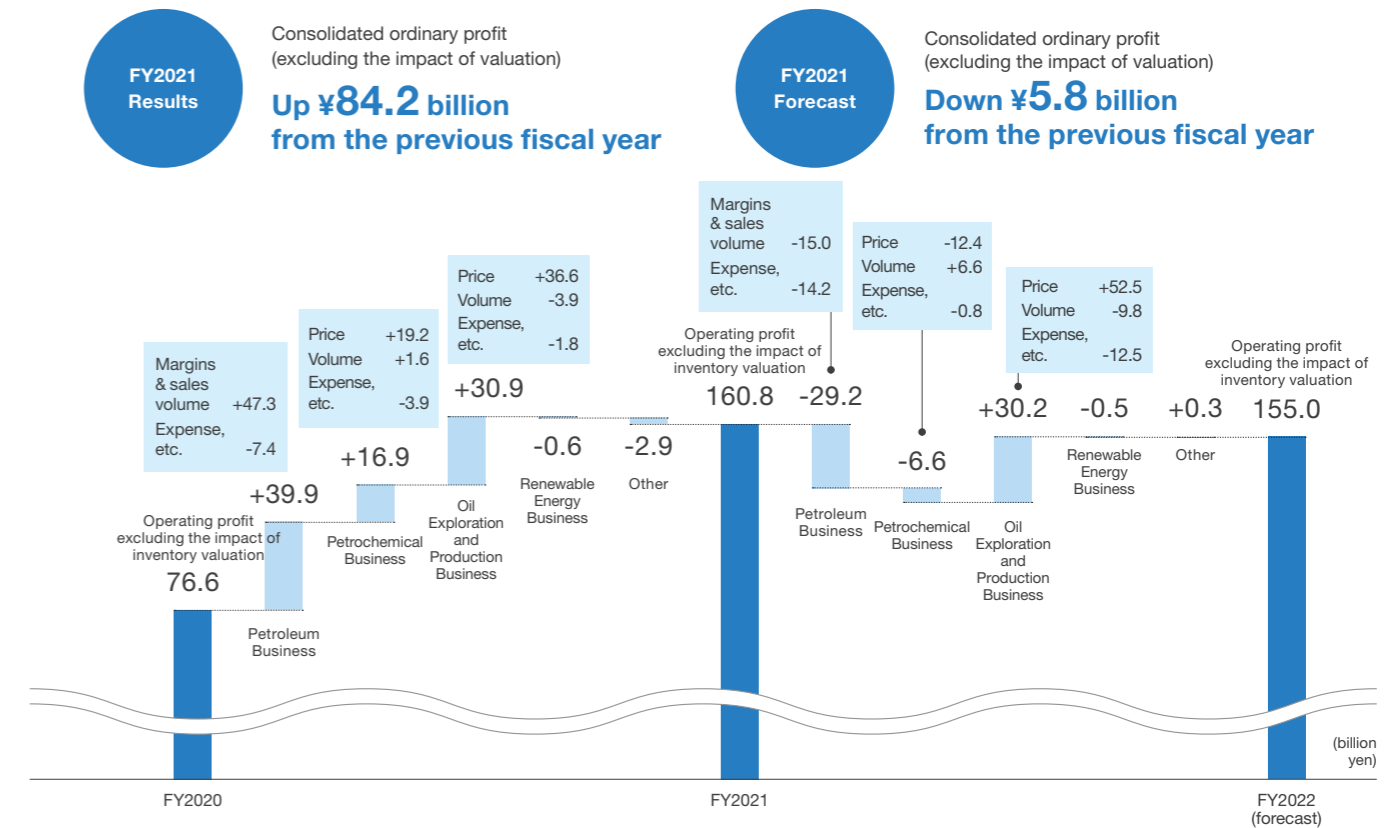 FY2021
Results
Consolidated ordinary profit
(excluding the impact of valuation)
Up ¥84.2 billion
from the previous fiscal year
FY2021
Forecast
Consolidated ordinary profit
(excluding the impact of valuation)
Down ¥5.8 billion
from the previous fiscal year
Operating profit
excluding the impact of
inventory valuation
76.6
Margins
& sales
volume +47.3
Expense,
etc. -7.4
+39.9
Petroleum
Business
Price +19.2
Volume +1.6
Expense,
etc. -3.9
+16.9
Petrochemical
Business
Price +36.6
Volume -3.9
Expense,
etc. -1.8
+30.9
Oil
Exploration
and
Production
Business
-0.6
Renewable
Energy
Business
-2.9
Other
Operating profit
excluding the impact of
inventory valuation
160.8
Margins
& sales
volume -15.0
Expense,
etc. -14.2
-29.2
Petroleum
Business
Price -12.4
Volume +6.6
Expense,
etc. -0.8
-6.6
Petrochemical
Business
Price +52.5
Volume -9.8
Expense,
etc. -12.5
+30.2
Oil
Exploration
and
Production
Business
-0.5
Renewable
Energy
Business
+0.3
Other
Operating profit
excluding the impact of
inventory valuation
155.0
(billion
yen)
FY2020
FY2021
FY2022
(forecast)